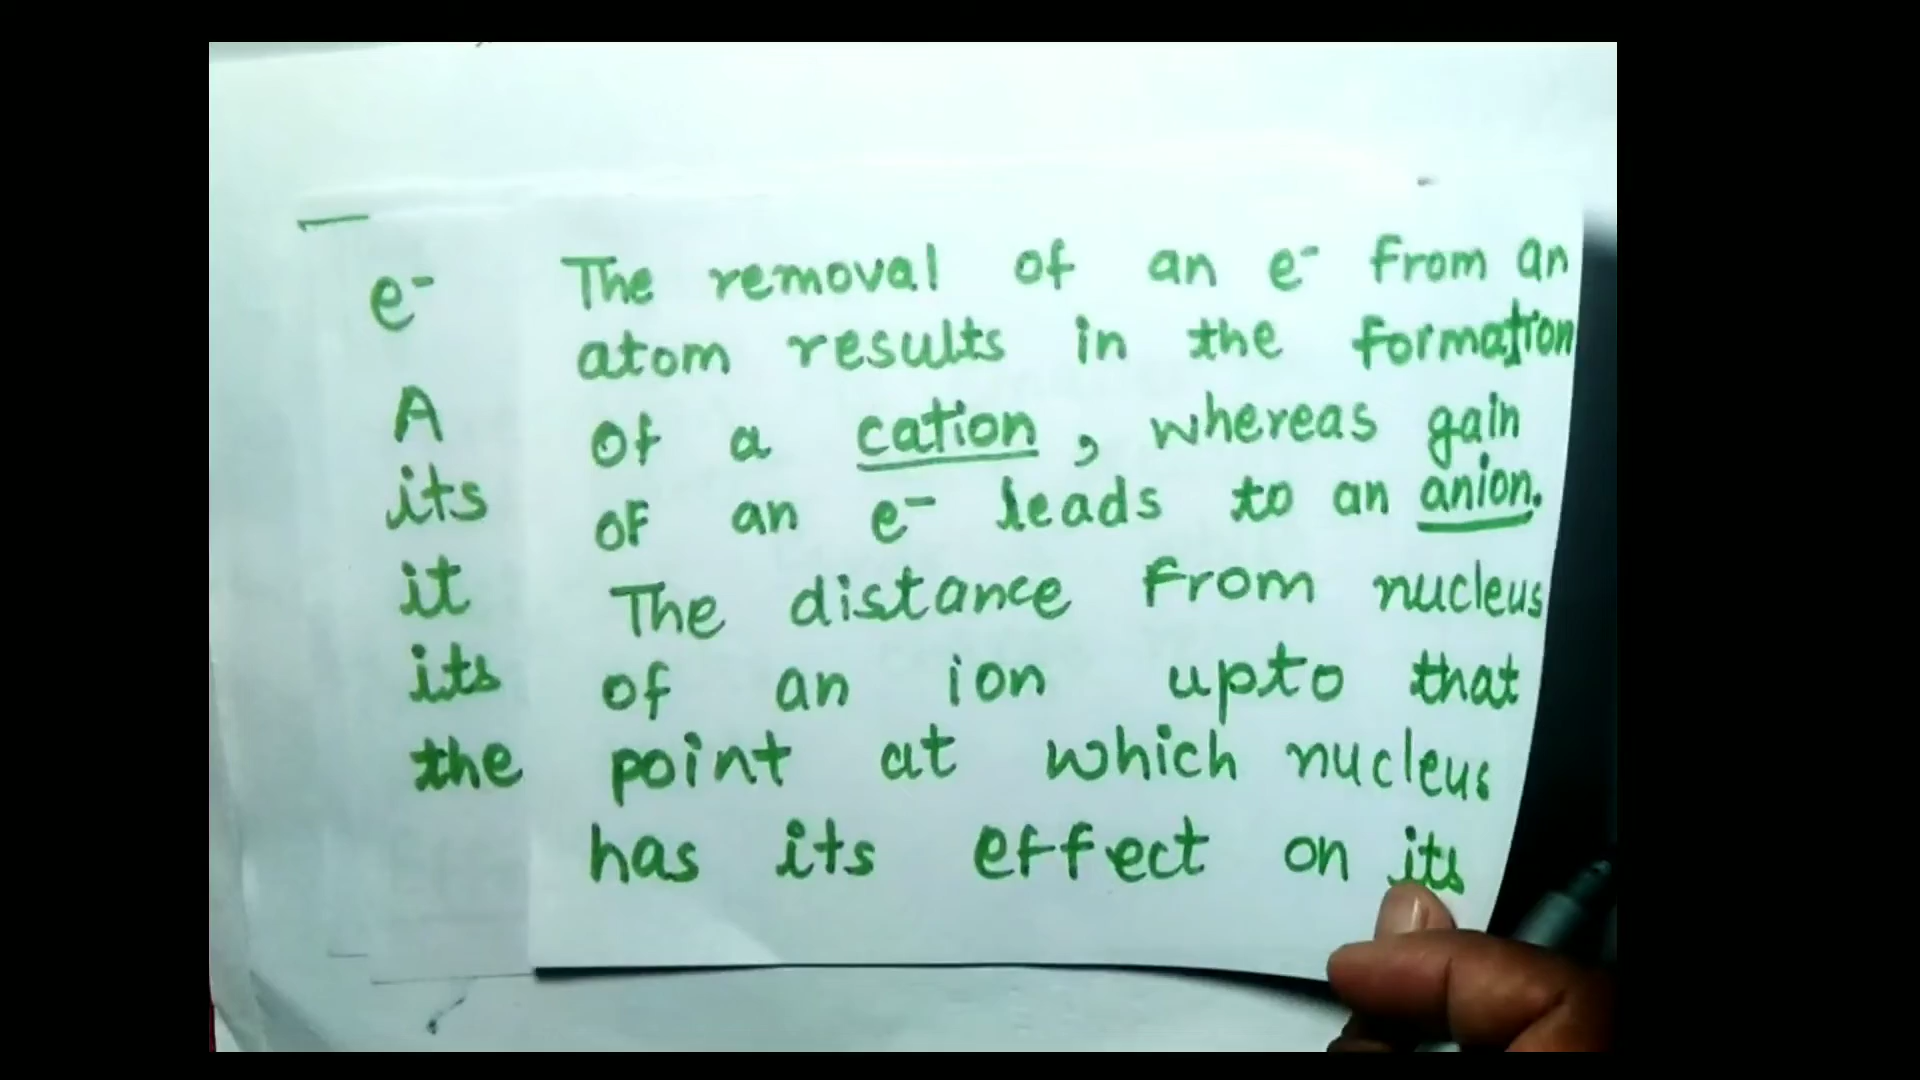 e-
A
its
it
its
the
The removal of an e- from an
atom results in the formation
of a cation, whereas gain
of an e- leads to an anion.
The distance from nucleus
of an ion upto that
point at which nucleus
has its effect on its